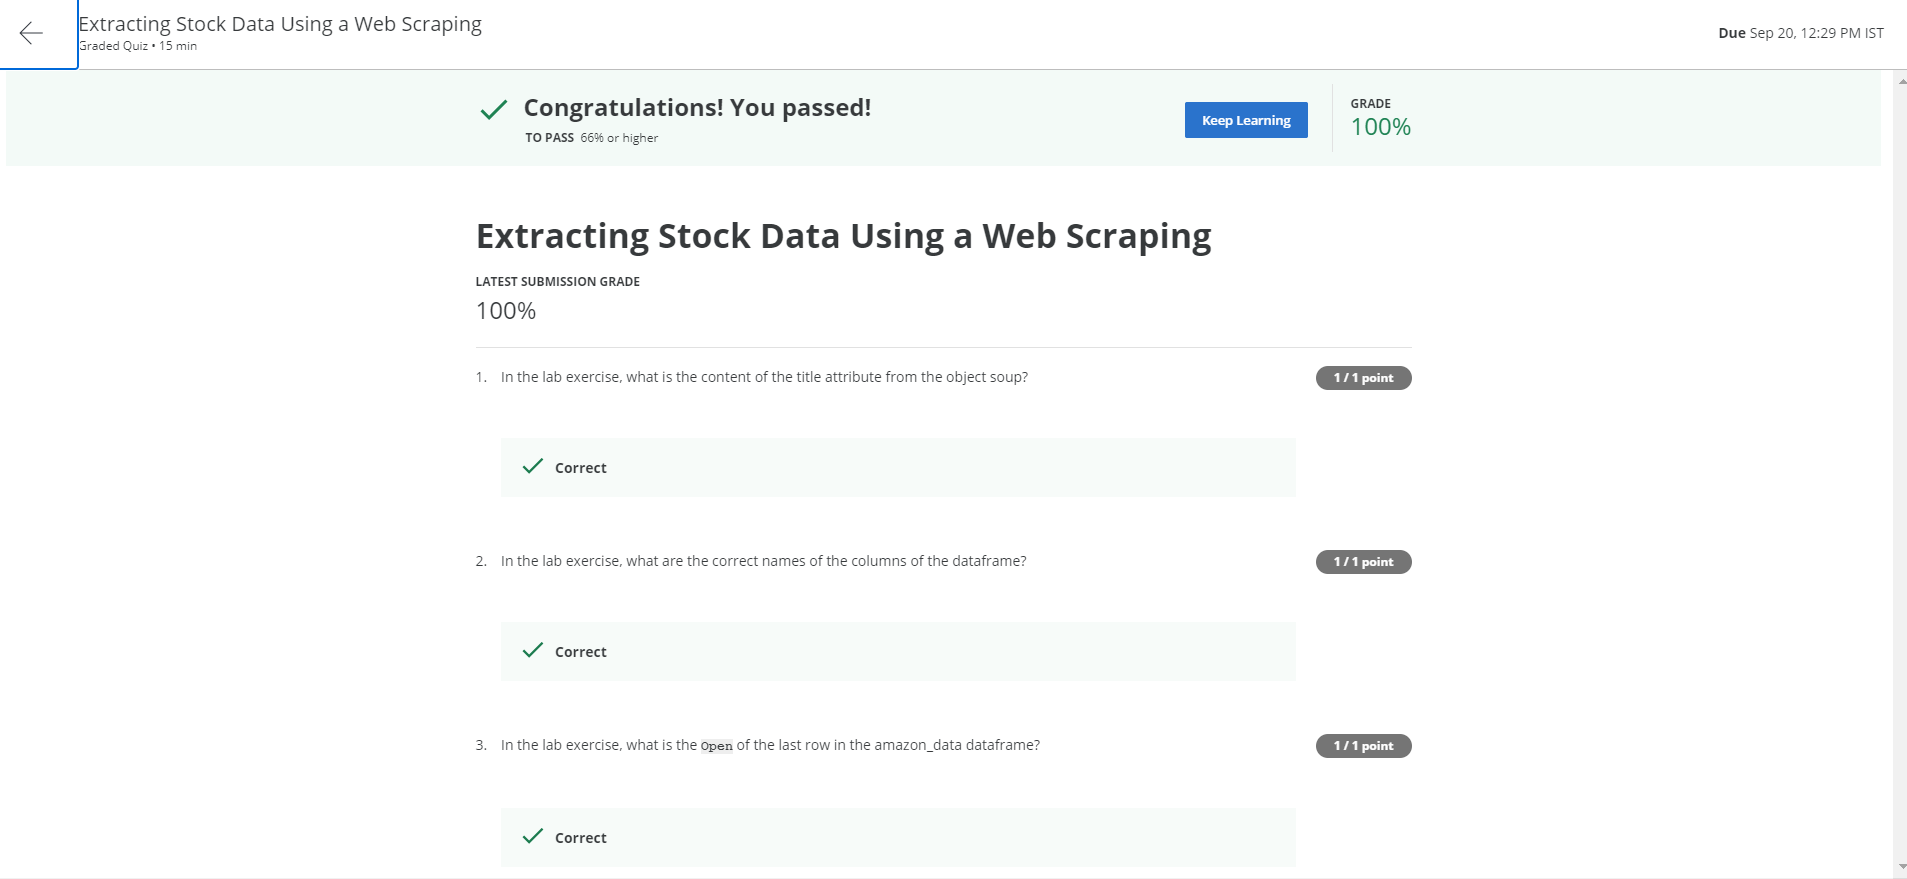 Extracting Stock Data Using a Web Scraping
Graded Quiz • 15 min
Due Sep 20, 12:29 PM IST
Congratulations! You passed!
TO PASS 66% or higher
Keep Learning
GRADE
100%
Extracting Stock Data Using a Web Scraping
LATEST SUBMISSION GRADE
100%
1. In the lab exercise, what is the content of the title attribute from the object soup?
1 / 1 point
Correct
2. In the lab exercise, what are the correct names of the columns of the dataframe?
1 / 1 point
Correct
3. In the lab exercise, what is the Open of the last row in the amazon_data dataframe?
1 / 1 point
Correct